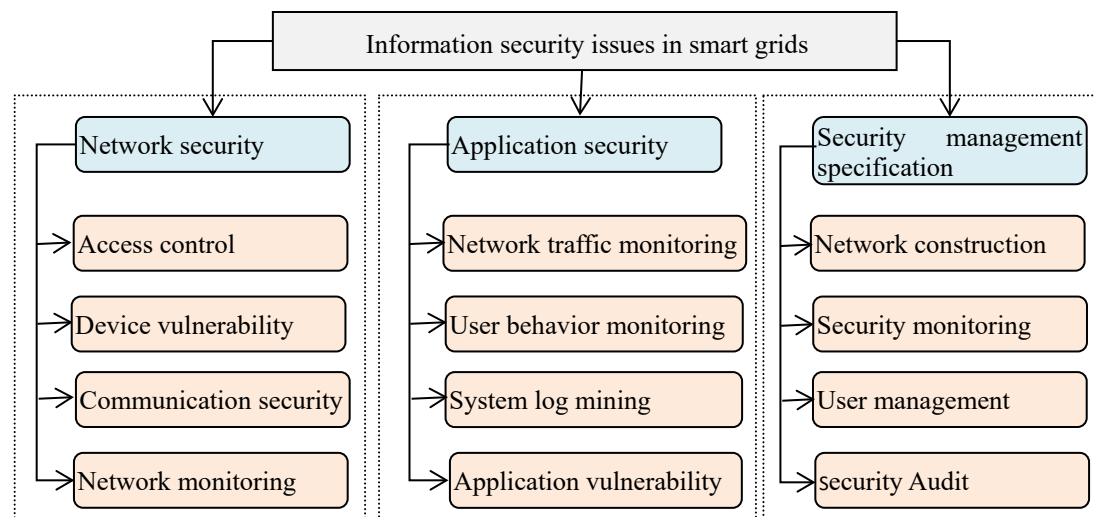 Information security issues in smart grids
Network security
Access control
Device vulnerability
Communication security
Network monitoring
Application security
Network traffic monitoring
User behavior monitoring
System log mining
Application vulnerability
Security management
specification
Network construction
Security monitoring
User management
Security Audit